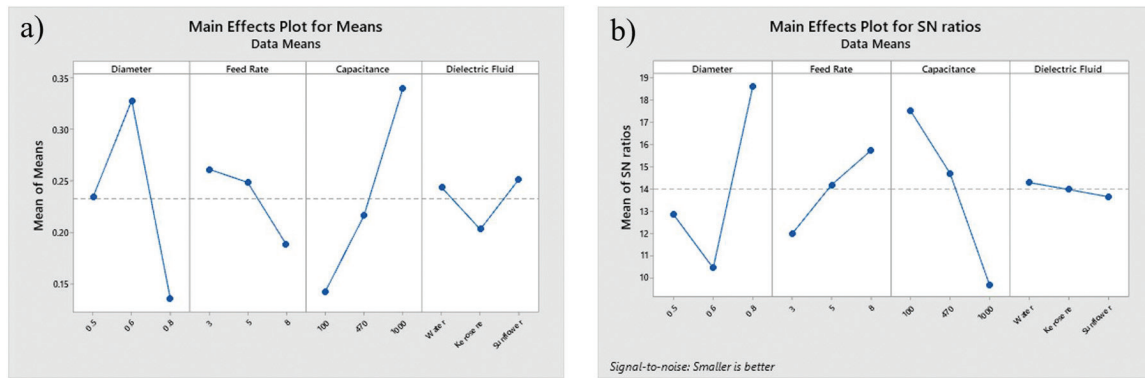 a)
Main Effects Plot for Means
Data Means
Diameter Feed Rate Capacitance Dielectric Fluid
Mean of Means
0.35
0.30
0.25
0.20
0.15
0.5 0.6 0.8 3 5 8 100 470 1000 Water Kerosere Sunflower
b)
Main Effects Plot for SN ratios
Data Means
Diameter Feed Rate Capacitance Dielectric Fluid
Mean of SN ratios
19
18
17
16
15
14
13
12
11
10
0.5 0.6 0.8 3 5 8 100 470 1000 Water Kerosere Sunflower
Signal-to-noise: Smaller is better